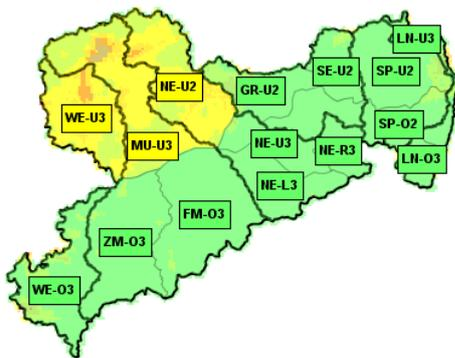 LN-U3
SE-U2
SP-U2
NE-U2
GR-U2
WE-U3
SP-O2
MU-U3
NE-U3
NE-R3
LN-O3
NE-L3
FM-O3
ZM-O3
WE-O3